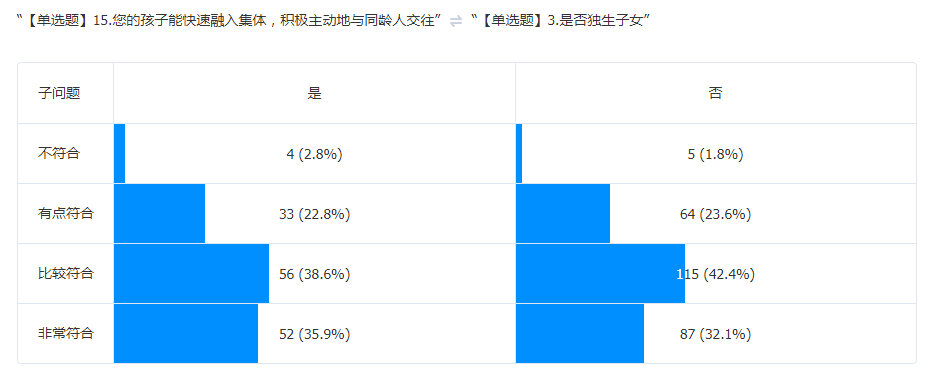 “【单选题】15.您的孩子能快速融入集体，积极主动地与同龄人交往” ⇌ “【单选题】3.是否独生子女”
子问题 是 否
不符合 4 (2.8%) 5 (1.8%)
有点符合 33 (22.8%) 64 (23.6%)
比较符合 56 (38.6%) 115 (42.4%)
非常符合 52 (35.9%) 87 (32.1%)